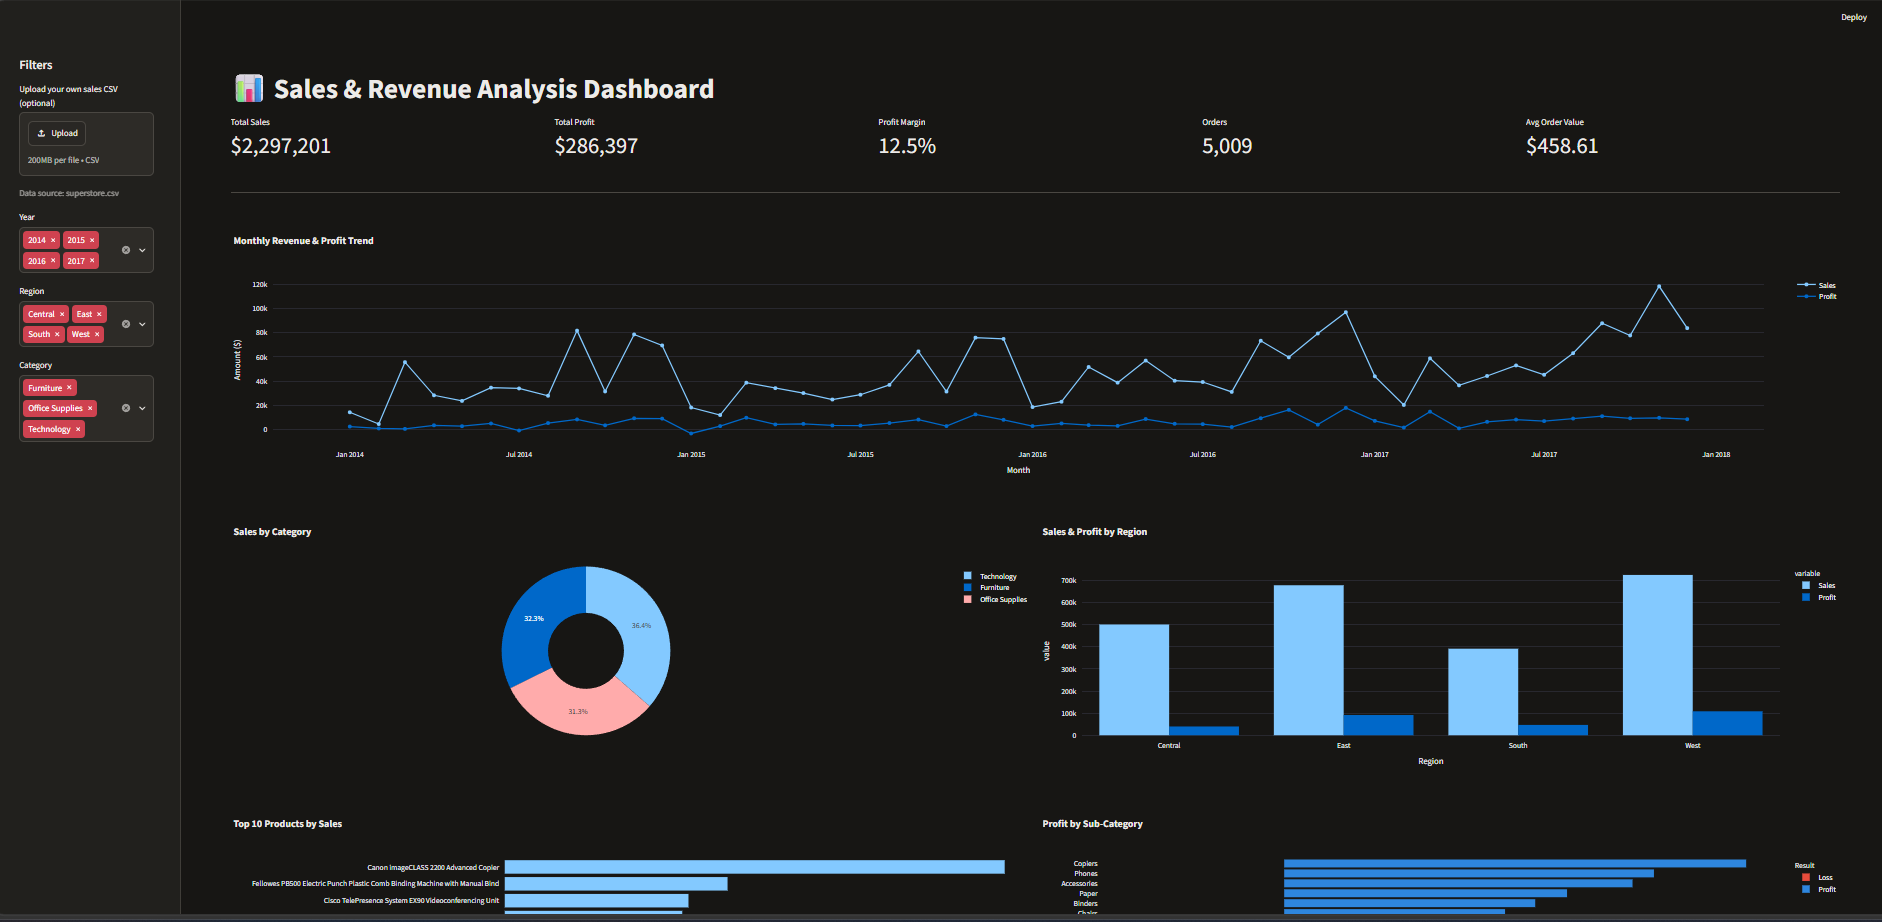 Deploy
Filters
Upload your own sales CSV
(optional)
Upload
200MB per file • CSV
Data source: superstore.csv
Year
2014 × 2015 ×
2016 × 2017 ×
Region
Central × East ×
South × West ×
Category
Furniture ×
Office Supplies ×
Technology ×
Sales & Revenue Analysis Dashboard
Total Sales
$2,297,201
Total Profit
$286,397
Profit Margin
12.5%
Orders
5,009
Avg Order Value
$458.61
Monthly Revenue & Profit Trend
Amount ($)
120k
100k
80k
60k
40k
20k
0
Jan 2014 Jul 2014 Jan 2015 Jul 2015 Jan 2016 Jul 2016 Jan 2017 Jul 2017 Jan 2018
Month
Sales
Profit
Sales by Category
32.3%
36.4%
31.3%
Technology
Furniture
Office Supplies
Sales & Profit by Region
value
700k
600k
500k
400k
300k
200k
100k
0
Central East South West
Region
variable
Sales
Profit
Top 10 Products by Sales
Canon imageCLASS 2200 Advanced Copier
Fellowes PB500 Electric Punch Plastic Comb Binding Machine with Manual Bind
Cisco TelePresence System EX90 Videoconferencing Unit
Profit by Sub-Category
Copiers
Phones
Accessories
Paper
Binders
Chairs
Result
Loss
Profit